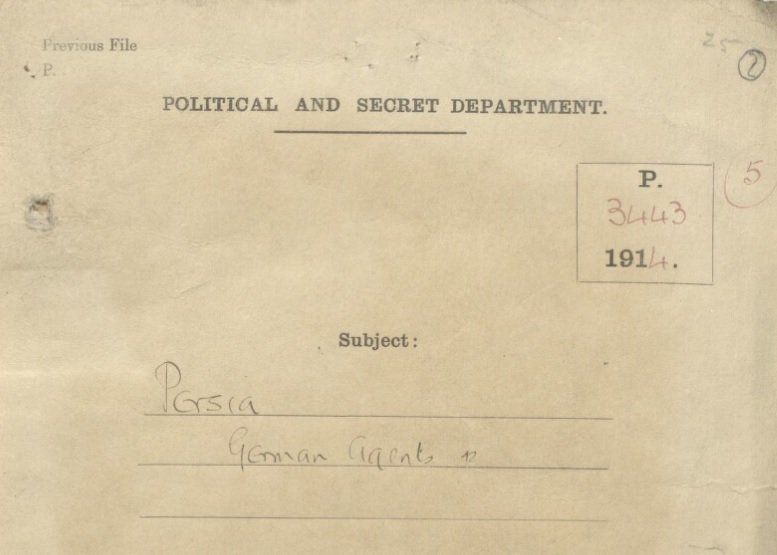 Previous File
P.
25
2
POLITICAL AND SECRET DEPARTMENT.
P.
3443
1914.
5
Subject:
Persia
German Agents